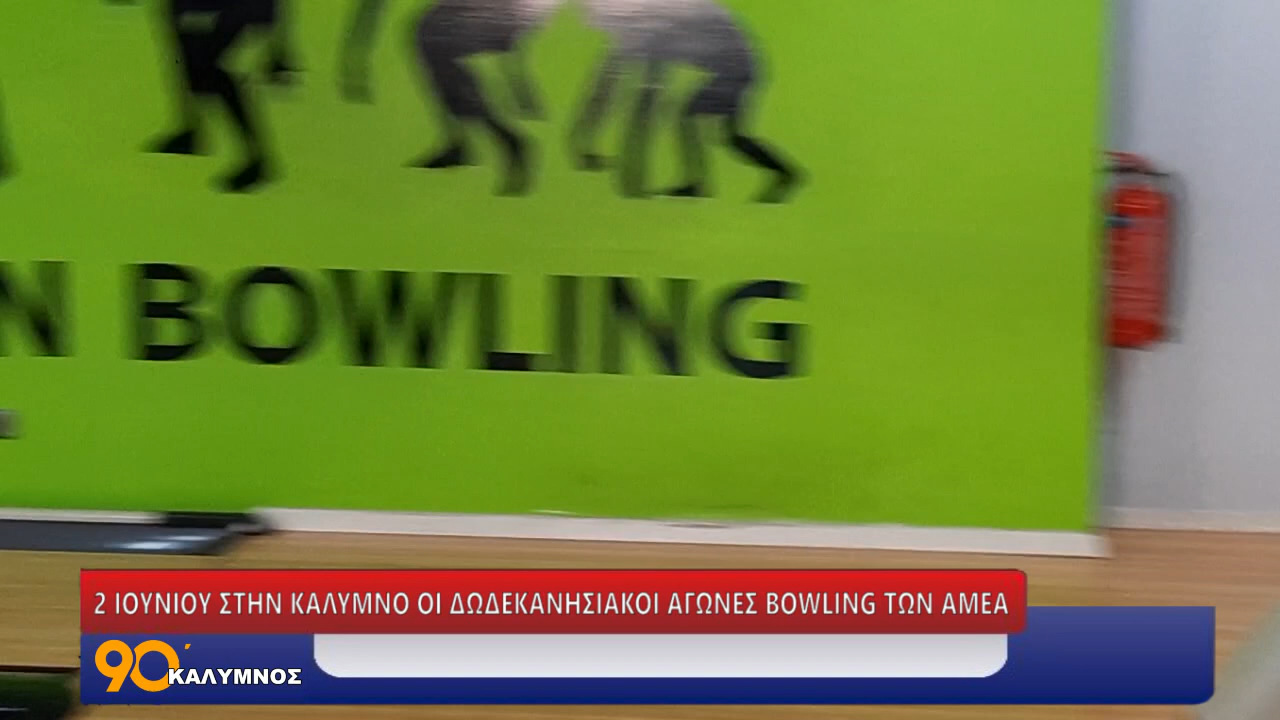 N BOWLING
2 ΙΟΥΝΙΟΥ ΣΤΗΝ ΚΑΛΥΜΝΟ ΟΙ ΔΩΔΕΚΑΝΗΣΙΑΚΟΙ ΑΓΩΝΕΣ BOWLING ΤΩΝ ΑΜΕΑ
90΄ ΚΑΛΥΜΝΟΣ